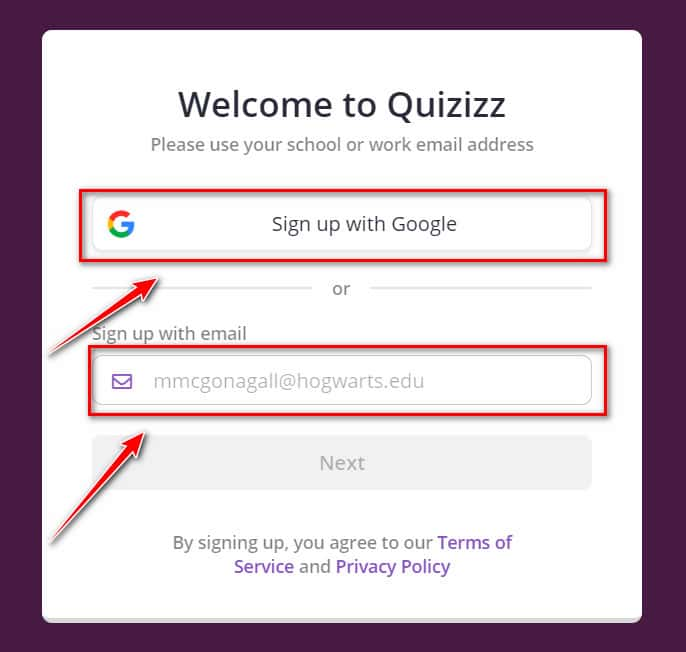 Welcome to Quizizz
Please use your school or work email address
Sign up with Google
or
Sign up with email
mmcgonagall@hogwarts.edu
Next
By signing up, you agree to our Terms of
Service and Privacy Policy